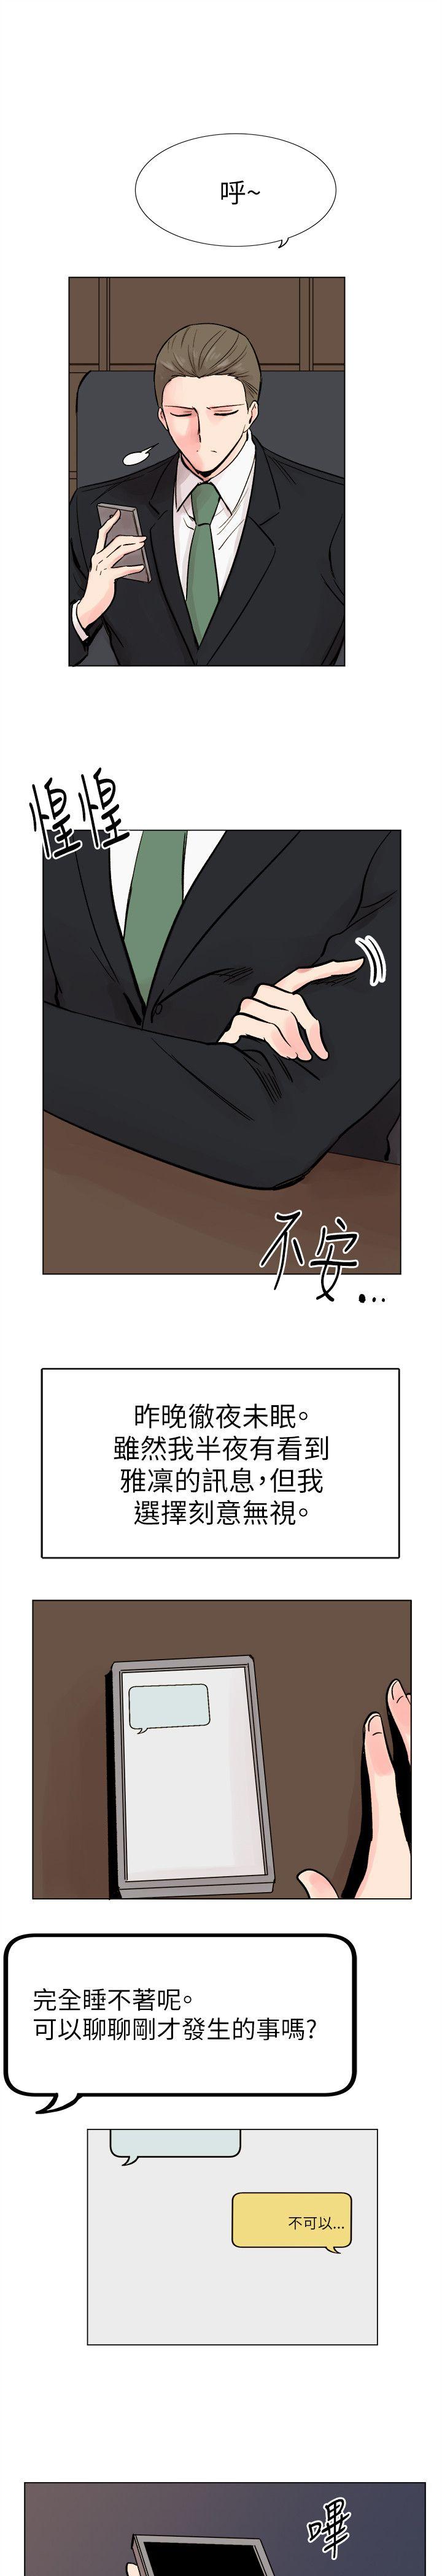 呼~
惶惶
不安...
昨晚徹夜未眠。
雖然我半夜有看到
雅凜的訊息,但我
選擇刻意無視。
完全睡不著呢。
可以聊聊剛才發生的事嗎?
不可以...
嗶